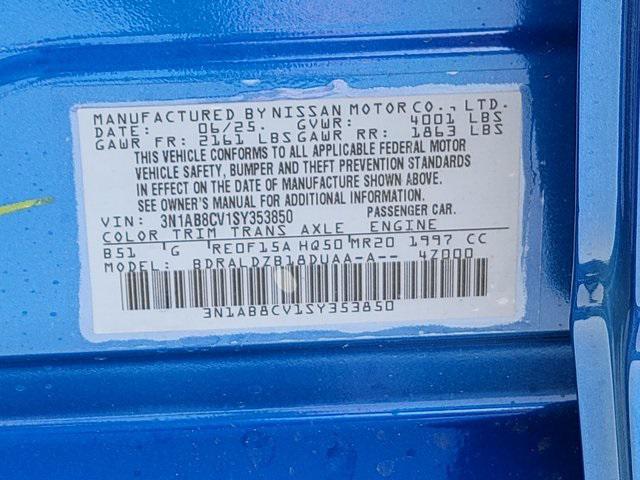 MANUFACTURED BY NISSAN MOTOR CO., LTD.
DATE: 06/25. GVWR: 4001 LBS
GAWR FR: 2161 LBS GAWR RR: 1863 LBS
THIS VEHICLE CONFORMS TO ALL APPLICABLE FEDERAL MOTOR
VEHICLE SAFETY, BUMPER AND THEFT PREVENTION STANDARDS
IN EFFECT ON THE DATE OF MANUFACTURE SHOWN ABOVE.
SEE OWNER'S MANUAL FOR ADDITIONAL INFORMATION.
VIN: 3N1AB8CV1SY353850 PASSENGER CAR.
COLOR TRIM TRANS AXLE ENGINE
B51 G RE0F15A HQ50 MR20 1997 CC
MODEL: BDRALDZB18DUAA-A-- 4Z000
3N1AB8CV1SY353850